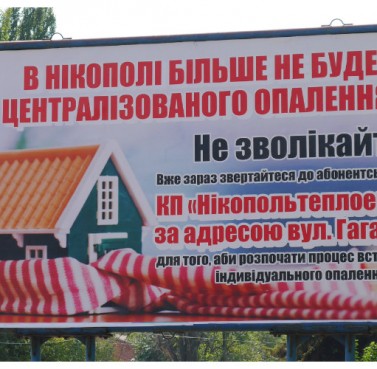 В НІКОПОЛІ БІЛЬШЕ НЕ БУДЕ
ЦЕНТРАЛІЗОВАНОГО ОПАЛЕНН
Не зволікай
Вже зараз звертайтеся до абонентсь
КП «Нікопольтеплое
за адресою вул. Гага
для того, аби розпочати процес вст
індивідуального опаленн